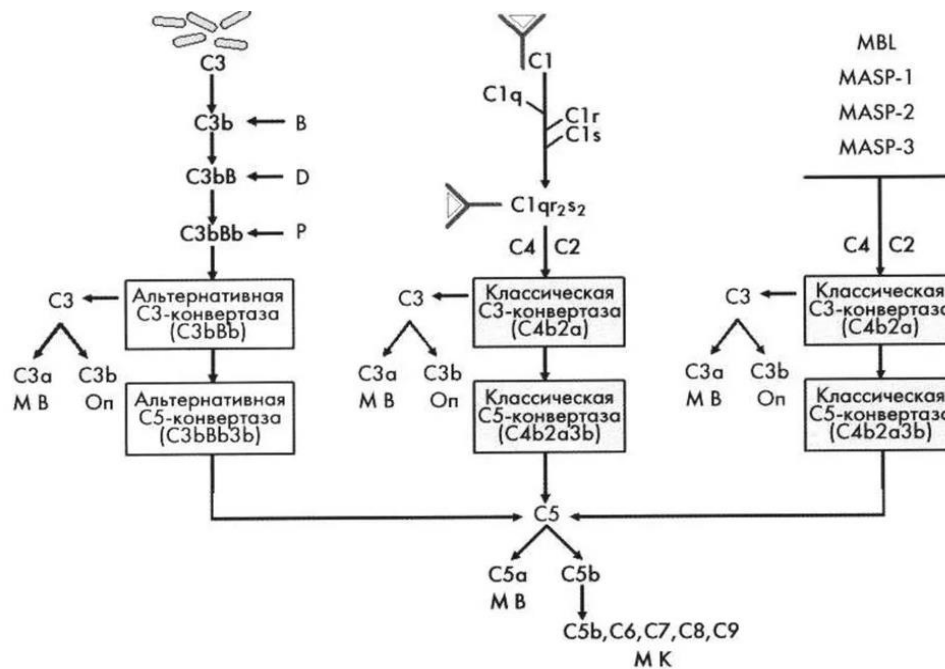 C3
C3b
B
C3bB
D
C3bBb
P
Альтернативная
C3-конвертаза
(C3bBb)
C3
C3a
C3b
М В
Оп
Альтернативная
C5-конвертаза
(C3bBb3b)
C1
C1q
C1r
C1s
C1qr₂s₂
C4
C2
Классическая
C3-конвертаза
(C4b2a)
C3
C3a
C3b
М В
Оп
Классическая
C5-конвертаза
(C4b2a3b)
MBL
MASP-1
MASP-2
MASP-3
C4
C2
Классическая
C3-конвертаза
(C4b2a)
C3
C3a
C3b
М В
Оп
Классическая
C5-конвертаза
(C4b2a3b)
C5
C5a
C5b
М В
C5b,C6,C7,C8,C9
М К